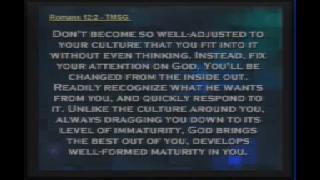 Romans 12:2 - TMSG
Don't become so well-adjusted to
your culture that you fit into it
without even thinking. Instead, fix
your attention on God. You'll be
changed from the inside out.
Readily recognize what he wants
from you, and quickly respond to
it. Unlike the culture around you,
always dragging you down to its
level of immaturity, God brings
the best out of you, develops
well-formed maturity in you.